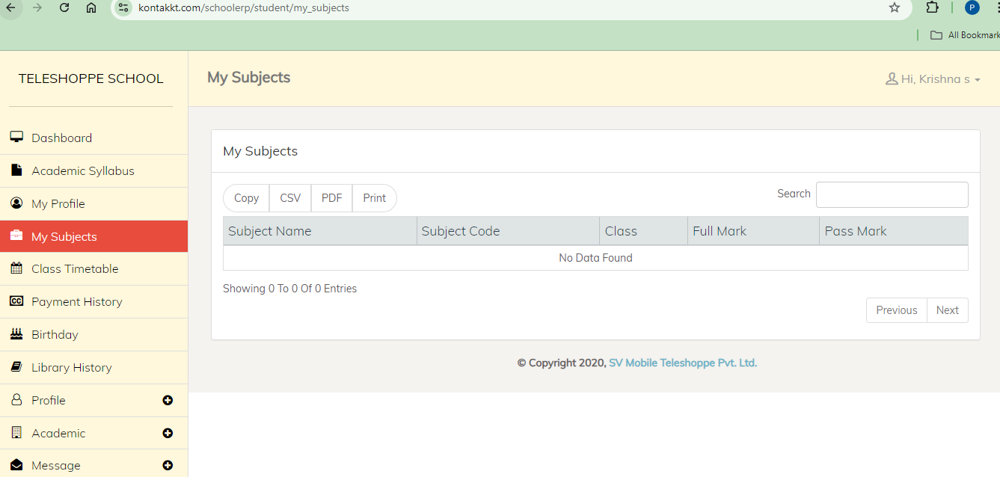 kontakkt.com/schoolerp/student/my_subjects
P
All Bookmark
TELESHOPPE SCHOOL
My Subjects
Hi, Krishna s
Dashboard
Academic Syllabus
My Profile
My Subjects
Class Timetable
CC Payment History
Birthday
Library History
Profile
Academic
Message
My Subjects
Copy CSV PDF Print
Search
Subject Name Subject Code Class Full Mark Pass Mark
No Data Found
Showing 0 To 0 Of 0 Entries
Previous Next
© Copyright 2020, SV Mobile Teleshoppe Pvt. Ltd.